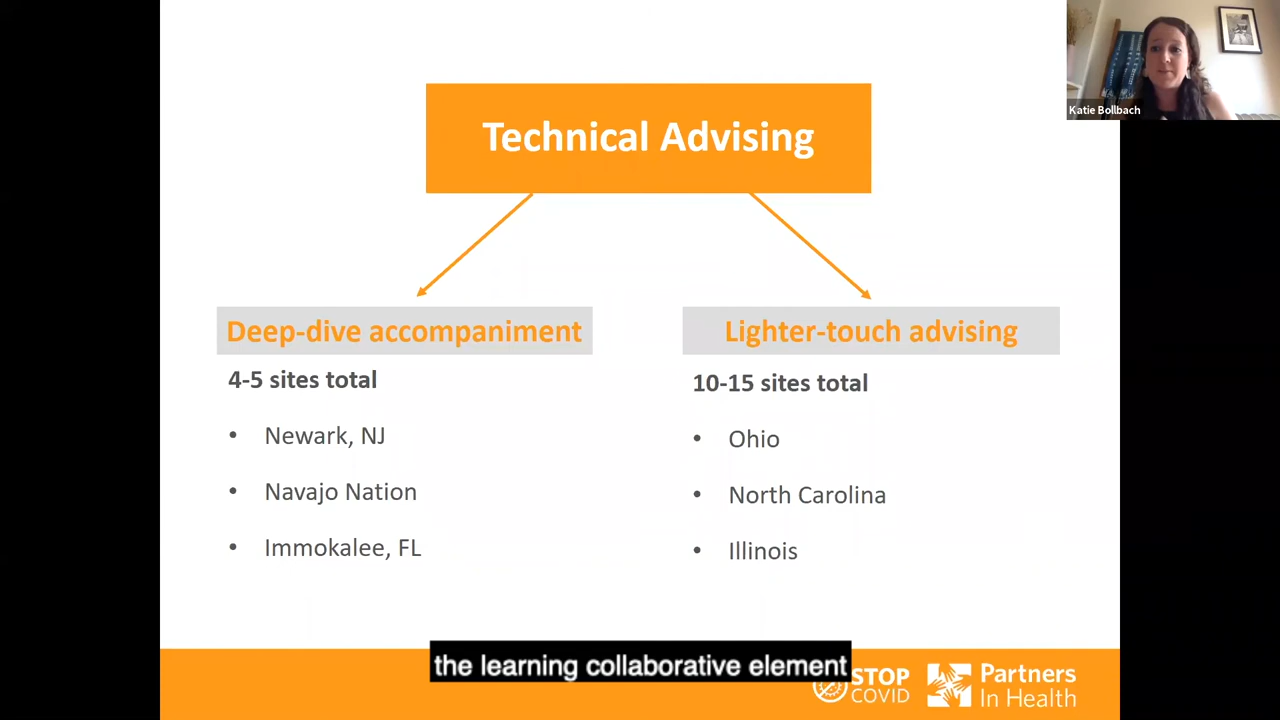 Katie Bollbach
Technical Advising
Deep-dive accompaniment
4-5 sites total
• Newark, NJ
• Navajo Nation
• Immokalee, FL
Lighter-touch advising
10-15 sites total
• Ohio
• North Carolina
• Illinois
the learning collaborative element
STOP
COVID
Partners
In Health